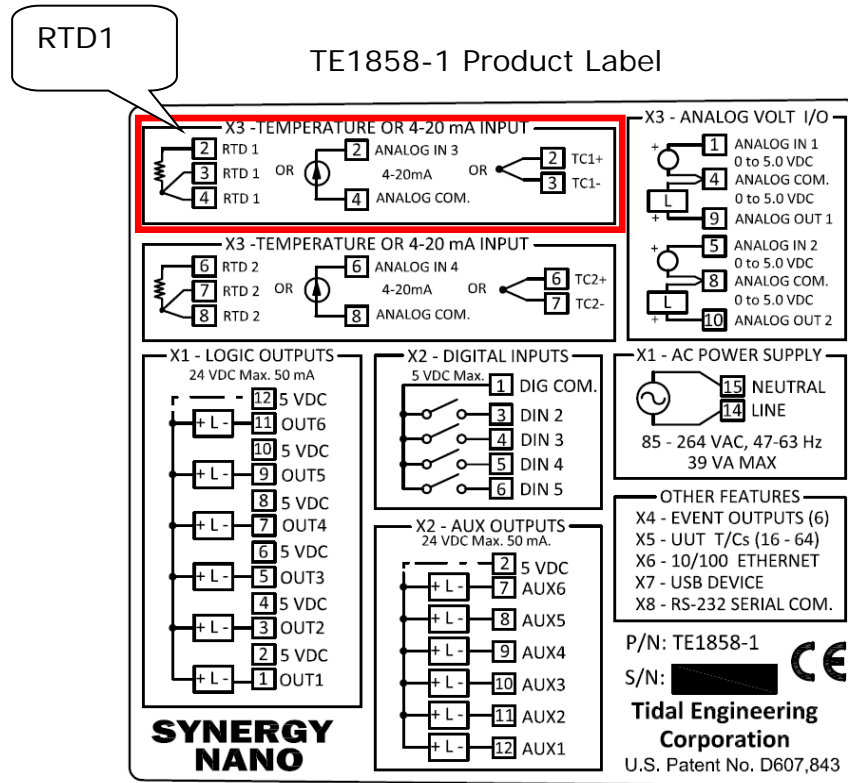 RTD1
TE1858-1 Product Label
X3 -TEMPERATURE OR 4-20 mA INPUT
2 RTD 1
3 RTD 1
4 RTD 1
OR
2 ANALOG IN 3
4-20mA
4 ANALOG COM.
OR
2 TC1+
3 TC1-
X3 -TEMPERATURE OR 4-20 mA INPUT
6 RTD 2
7 RTD 2
8 RTD 2
OR
6 ANALOG IN 4
4-20mA
8 ANALOG COM.
OR
6 TC2+
7 TC2-
X3 - ANALOG VOLT I/O
+ 1 ANALOG IN 1
0 to 5.0 VDC
4 ANALOG COM.
L 0 to 5.0 VDC
+ 9 ANALOG OUT 1
+ 5 ANALOG IN 2
0 to 5.0 VDC
8 ANALOG COM.
L 0 to 5.0 VDC
+ 10 ANALOG OUT 2
X1 - LOGIC OUTPUTS
24 VDC Max. 50 mA
12 5 VDC
+ L - 11 OUT6
10 5 VDC
+ L - 9 OUT5
8 5 VDC
+ L - 7 OUT4
6 5 VDC
+ L - 5 OUT3
4 5 VDC
+ L - 3 OUT2
2 5 VDC
+ L - 1 OUT1
X2 - DIGITAL INPUTS
5 VDC Max. 1 DIG COM.
3 DIN 2
4 DIN 3
5 DIN 4
6 DIN 5
X2 - AUX OUTPUTS
24 VDC Max. 50 mA.
2 5 VDC
+ L - 7 AUX6
+ L - 8 AUX5
+ L - 9 AUX4
+ L - 10 AUX3
+ L - 11 AUX2
+ L - 12 AUX1
X1 - AC POWER SUPPLY
15 NEUTRAL
14 LINE
85 - 264 VAC, 47-63 Hz
39 VA MAX
OTHER FEATURES
X4 - EVENT OUTPUTS (6)
X5 - UUT T/Cs (16 - 64)
X6 - 10/100 ETHERNET
X7 - USB DEVICE
X8 - RS-232 SERIAL COM.
P/N: TE1858-1
S/N:
CE
Tidal Engineering
Corporation
U.S. Patent No. D607,843
SYNERGY
NANO